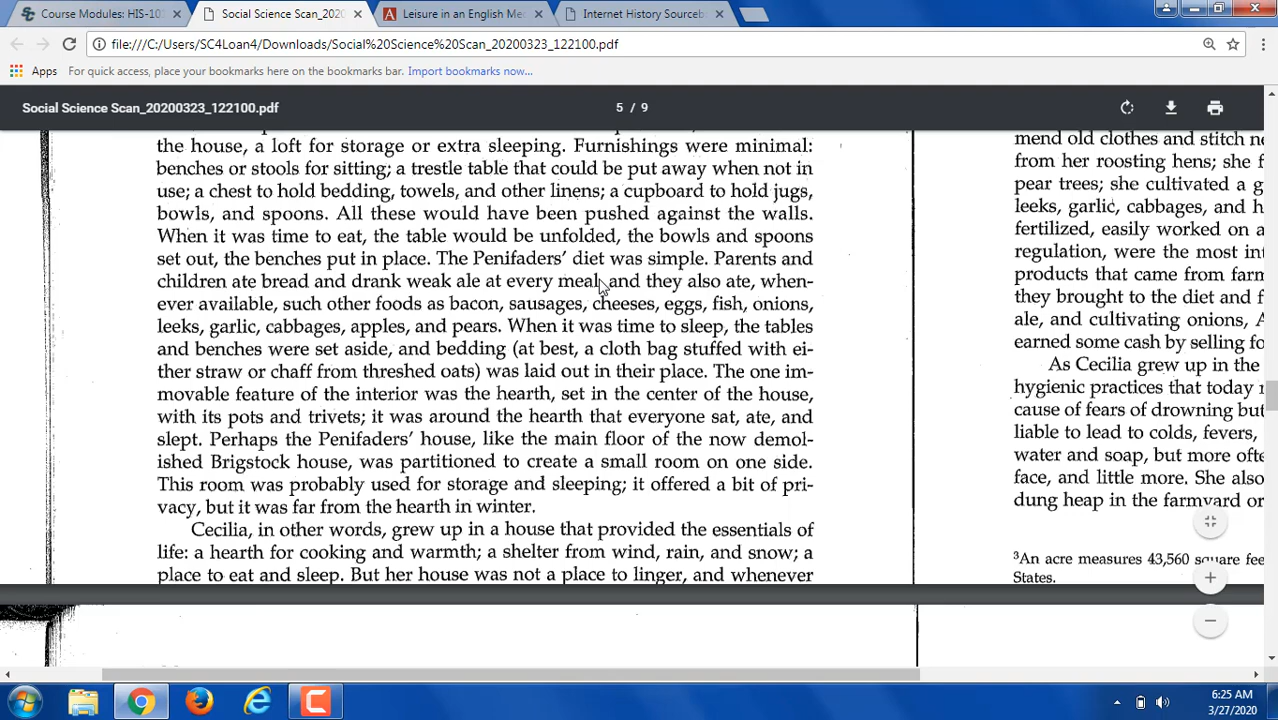 Course Modules: HIS-101
Social Science Scan_2020
Leisure in an English Me
Internet History Sourceb
file:///C:/Users/SC4Loan4/Downloads/Social%20Science%20Scan_20200323_122100.pdf
Apps For quick access, place your bookmarks here on the bookmarks bar. Import bookmarks now...
Social Science Scan_20200323_122100.pdf
5 / 9
the house, a loft for storage or extra sleeping. Furnishings were minimal:
benches or stools for sitting; a trestle table that could be put away when not in
use; a chest to hold bedding, towels, and other linens; a cupboard to hold jugs,
bowls, and spoons. All these would have been pushed against the walls.
When it was time to eat, the table would be unfolded, the bowls and spoons
set out, the benches put in place. The Penifaders' diet was simple. Parents and
children ate bread and drank weak ale at every meal, and they also ate, when-
ever available, such other foods as bacon, sausages, cheeses, eggs, fish, onions,
leeks, garlic, cabbages, apples, and pears. When it was time to sleep, the tables
and benches were set aside, and bedding (at best, a cloth bag stuffed with ei-
ther straw or chaff from threshed oats) was laid out in their place. The one im-
movable feature of the interior was the hearth, set in the center of the house,
with its pots and trivets; it was around the hearth that everyone sat, ate, and
slept. Perhaps the Penifaders' house, like the main floor of the now demol-
ished Brigstock house, was partitioned to create a small room on one side.
This room was probably used for storage and sleeping; it offered a bit of pri-
vacy, but it was far from the hearth in winter.
Cecilia, in other words, grew up in a house that provided the essentials of
life: a hearth for cooking and warmth; a shelter from wind, rain, and snow; a
place to eat and sleep. But her house was not a place to linger, and whenever
mend old clothes and stitch ne
from her roosting hens; she f
pear trees; she cultivated a g
leeks, garlic, cabbages, and h
fertilized, easily worked on a
regulation, were the most int
products that came from farm
they brought to the diet and f
ale, and cultivating onions, A
earned some cash by selling fo
As Cecilia grew up in the
hygienic practices that today
cause of fears of drowning but
liable to lead to colds, fevers,
water and soap, but more ofte
face, and little more. She also
dung heap in the farmyard or
³An acre measures 43,560 square fee
States.
6:25 AM
3/27/2020